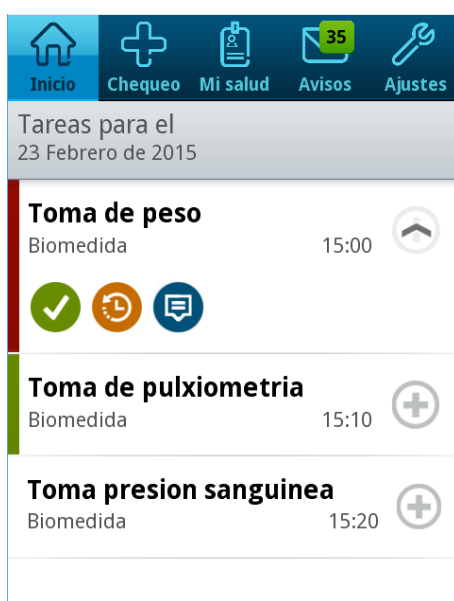 35
Inicio Chequeo Mi salud Avisos Ajustes
Tareas para el
23 Febrero de 2015
Toma de peso
Biomedida 15:00
Toma de pulxiometria
Biomedida 15:10
Toma presion sanguinea
Biomedida 15:20